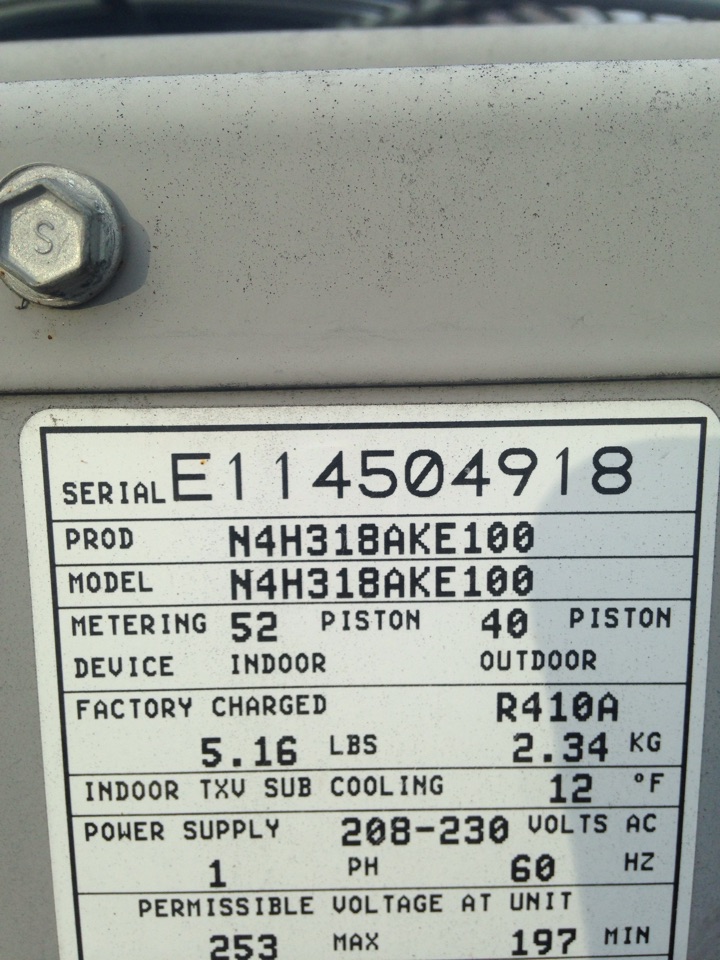 S
SERIAL E114504918
PROD N4H318AKE100
MODEL N4H318AKE100
METERING 52 PISTON 40 PISTON
DEVICE INDOOR OUTDOOR
FACTORY CHARGED R410A
5.16 LBS 2.34 KG
INDOOR TXV SUB COOLING 12 °F
POWER SUPPLY 208-230 VOLTS AC
1 PH 60 HZ
PERMISSIBLE VOLTAGE AT UNIT
253 MAX 197 MIN